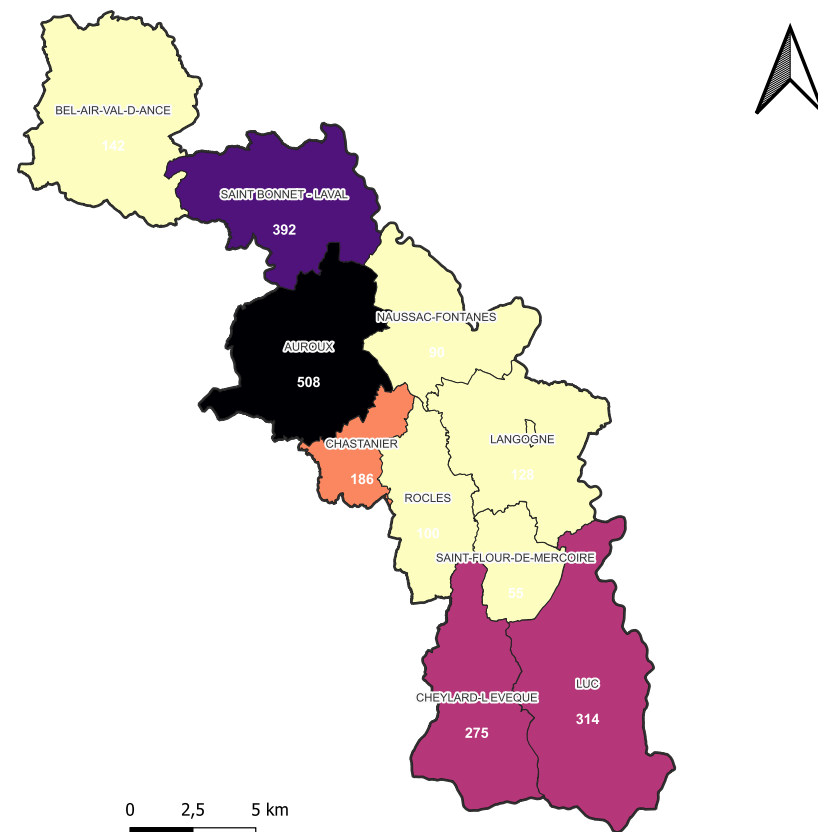 BEL-AIR-VAL-D-ANCE
142
SAINT BONNET - LAVAL
392
NAUSSAC-FONTANES
90
AUROUX
508
CHASTANIER
186
LANGOGNE
128
ROCLES
100
SAINT-FLOUR-DE-MERCOIRE
55
LUC
314
CHEYLARD-L EVEQUE
275
0 2,5 5 km